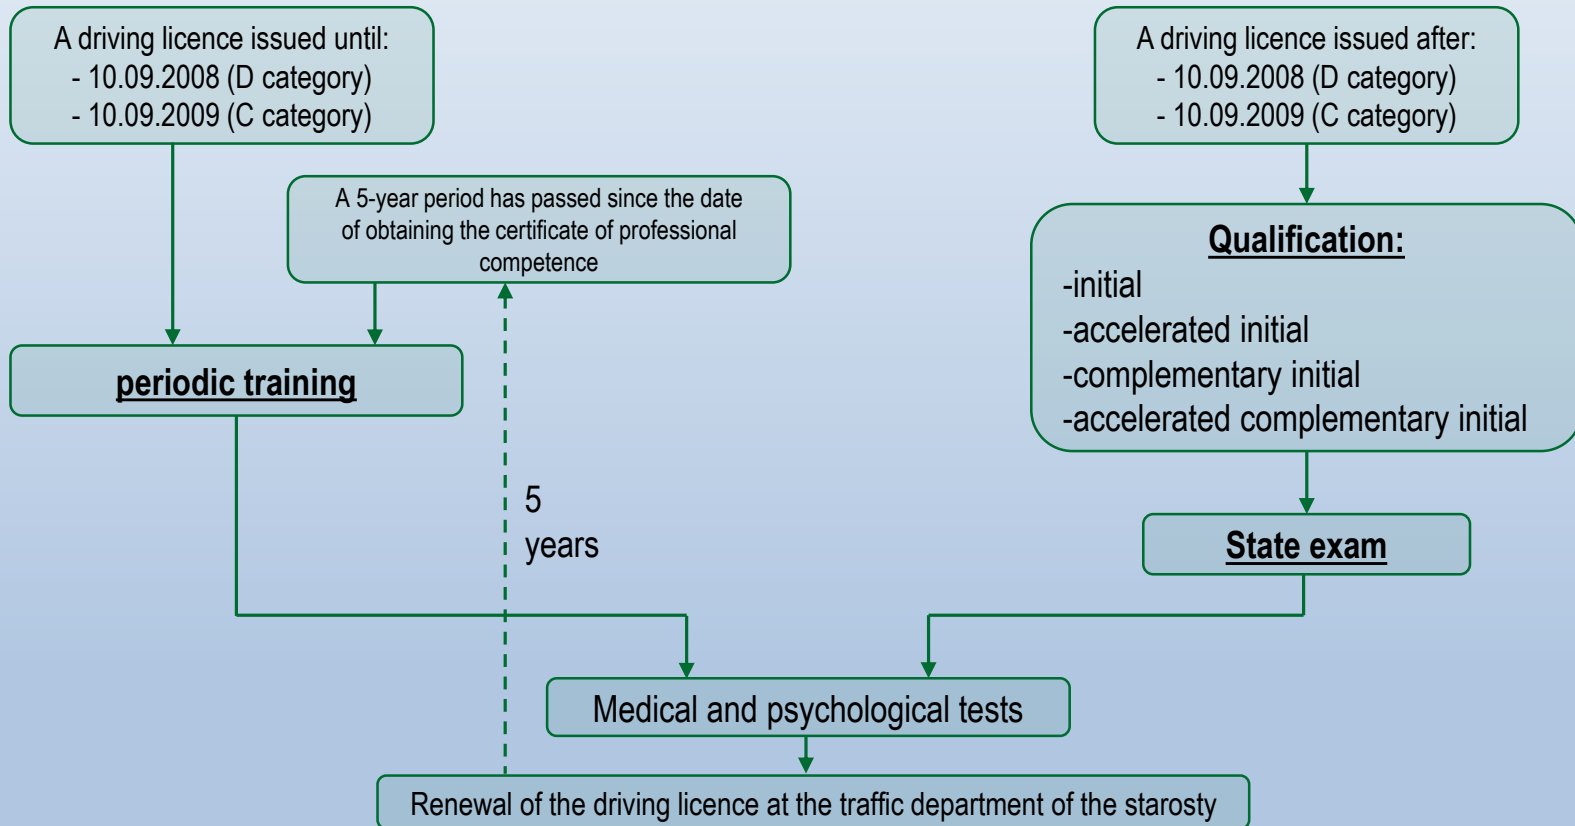 A driving licence issued until:
- 10.09.2008 (D category)
- 10.09.2009 (C category)
A driving licence issued after:
- 10.09.2008 (D category)
- 10.09.2009 (C category)
A 5-year period has passed since the date
of obtaining the certificate of professional
competence
Qualification:
-initial
-accelerated initial
-complementary initial
-accelerated complementary initial
periodic training
5
years
State exam
Medical and psychological tests
Renewal of the driving licence at the traffic department of the starosty